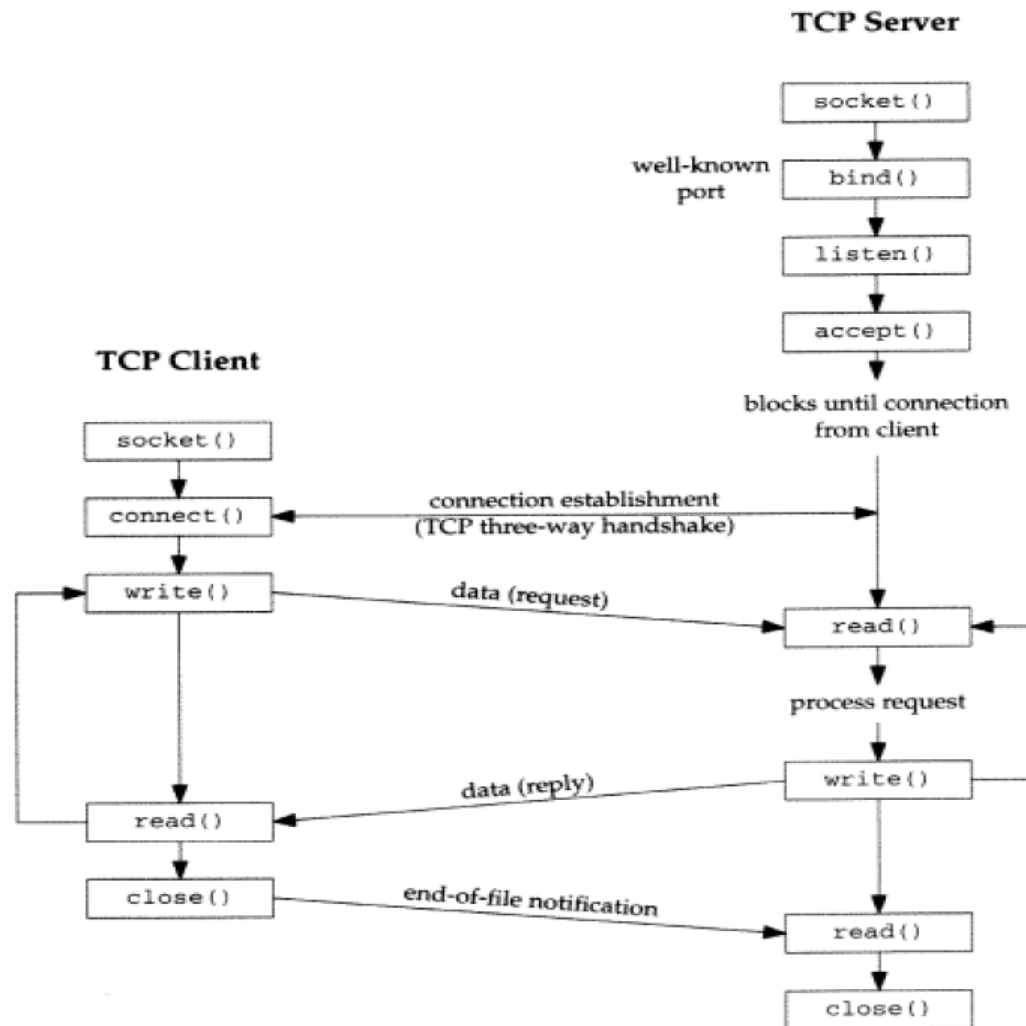 TCP Server
socket()
well-known
port
bind()
listen()
accept()
TCP Client
blocks until connection
from client
socket()
connection establishment
(TCP three-way handshake)
connect()
write()
data (request)
read()
process request
data (reply)
write()
read()
close()
end-of-file notification
read()
close()